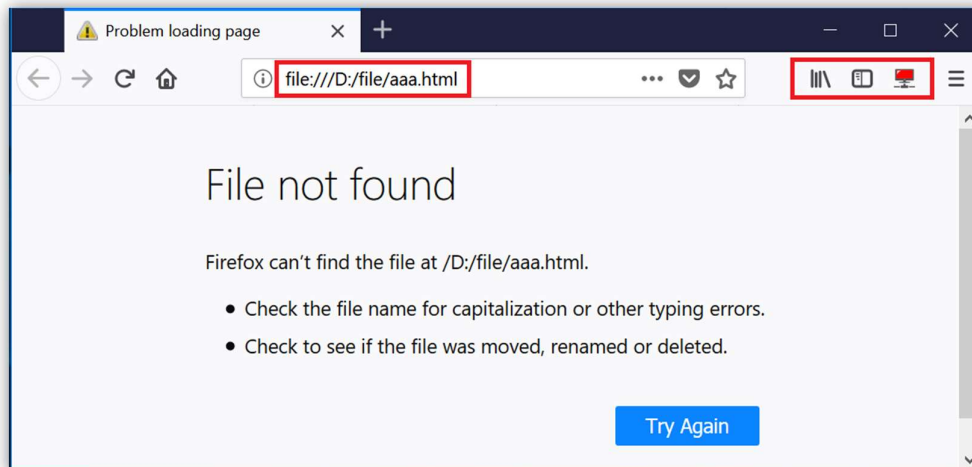 Problem loading page
file:///D:/file/aaa.html
File not found
Firefox can't find the file at /D:/file/aaa.html.
Check the file name for capitalization or other typing errors.
Check to see if the file was moved, renamed or deleted.
Try Again